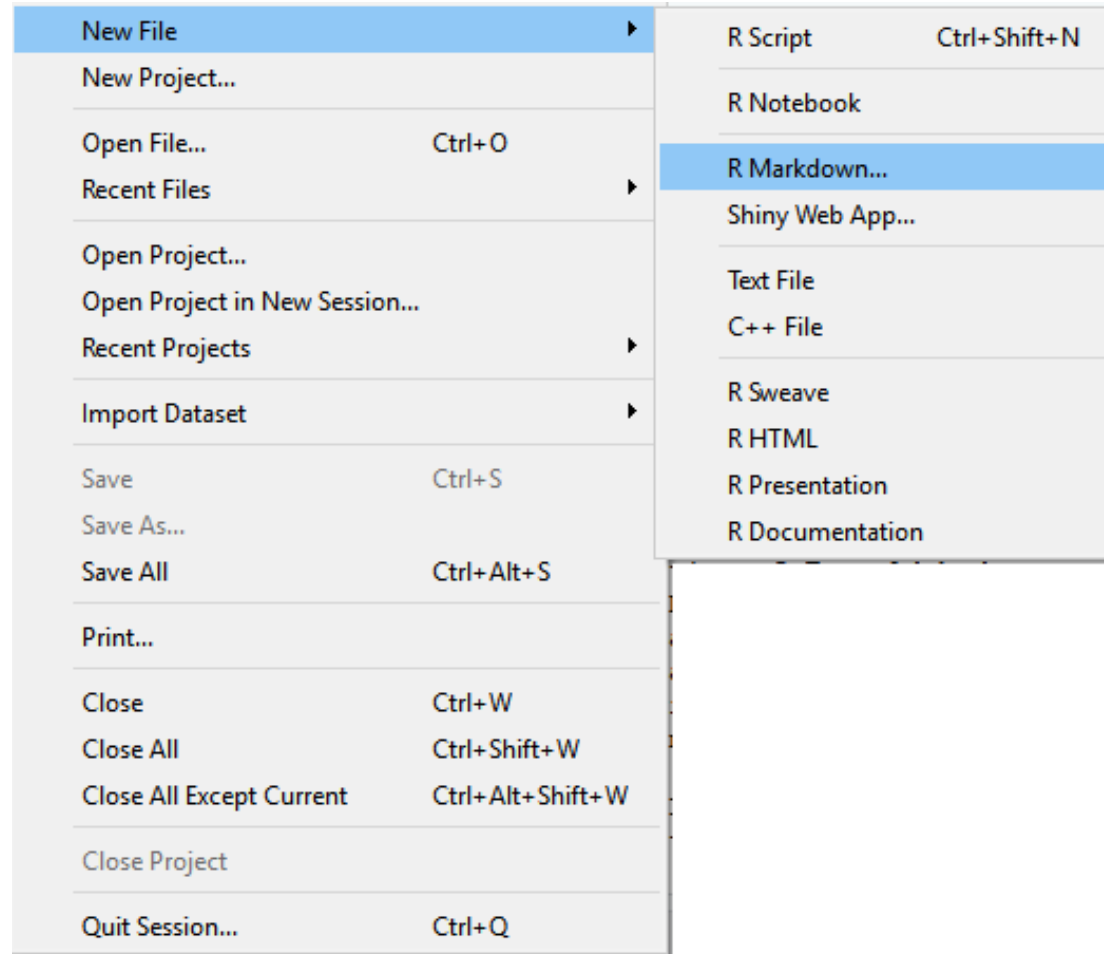 New File
New Project...
Open File... Ctrl+O
Recent Files
Open Project...
Open Project in New Session...
Recent Projects
Import Dataset
Save Ctrl+S
Save As...
Save All Ctrl+Alt+S
Print...
Close Ctrl+W
Close All Ctrl+Shift+W
Close All Except Current Ctrl+Alt+Shift+W
Close Project
Quit Session... Ctrl+Q
R Script Ctrl+Shift+N
R Notebook
R Markdown...
Shiny Web App...
Text File
C++ File
R Sweave
R HTML
R Presentation
R Documentation